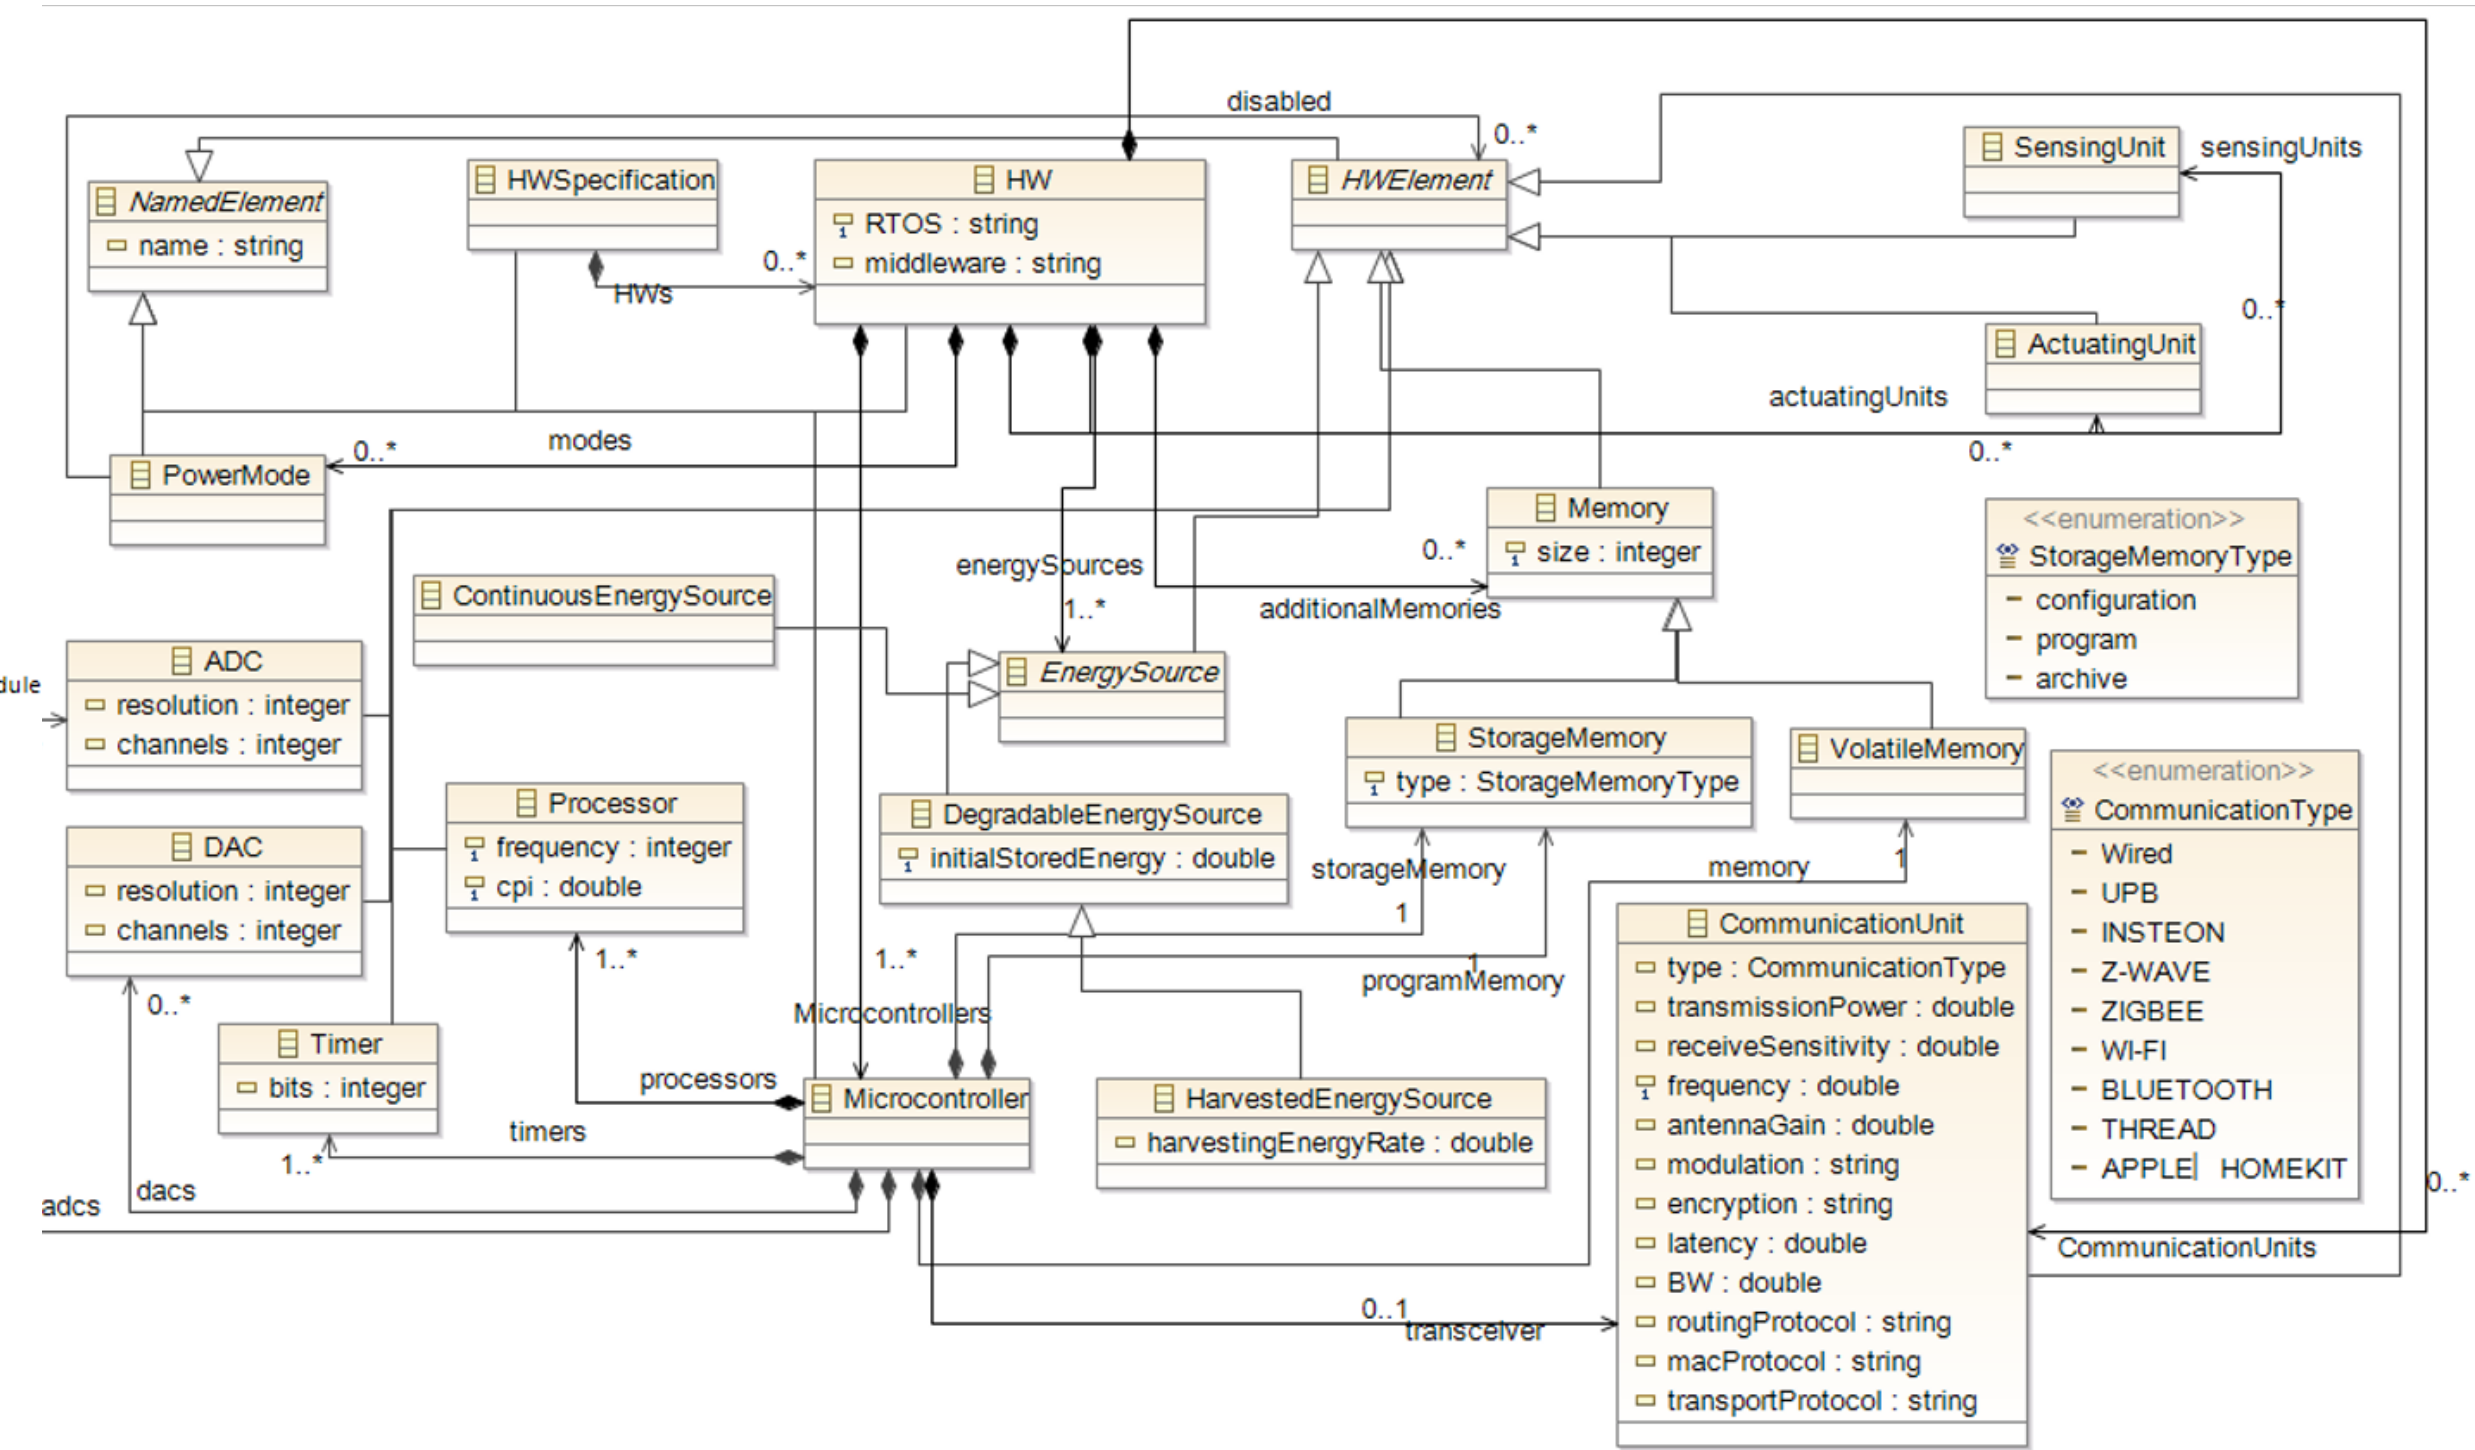 disabled
0..*
NamedElement
name : string
HWSpecification
HWs
0..*
HW
RTOS : string
middleware : string
HWElement
SensingUnit
sensingUnits
0..*
ActuatingUnit
actuatingUnits
0..*
modes
0..*
PowerMode
energySources
1..*
Memory
size : integer
0..*
additionalMemories
<<enumeration>>
StorageMemoryType
configuration
program
archive
ContinuousEnergySource
EnergySource
dule
ADC
resolution : integer
channels : integer
StorageMemory
type : StorageMemoryType
VolatileMemory
Processor
frequency : integer
cpi : double
DegradableEnergySource
initialStoredEnergy : double
DAC
resolution : integer
channels : integer
storageMemory
1
memory
1
<<enumeration>>
CommunicationType
Wired
UPB
INSTEON
Z-WAVE
ZIGBEE
WI-FI
BLUETOOTH
THREAD
APPLE HOMEKIT
1..*
1..*
1
programMemory
0..*
Microcontrollers
Timer
bits : integer
processors
timers
1..*
Microcontroller
HarvestedEnergySource
harvestingEnergyRate : double
dacs
adcs
CommunicationUnit
type : CommunicationType
transmissionPower : double
receiveSensitivity : double
frequency : double
antennaGain : double
modulation : string
encryption : string
latency : double
BW : double
routingProtocol : string
macProtocol : string
transportProtocol : string
0..*
CommunicationUnits
0..1
transceiver